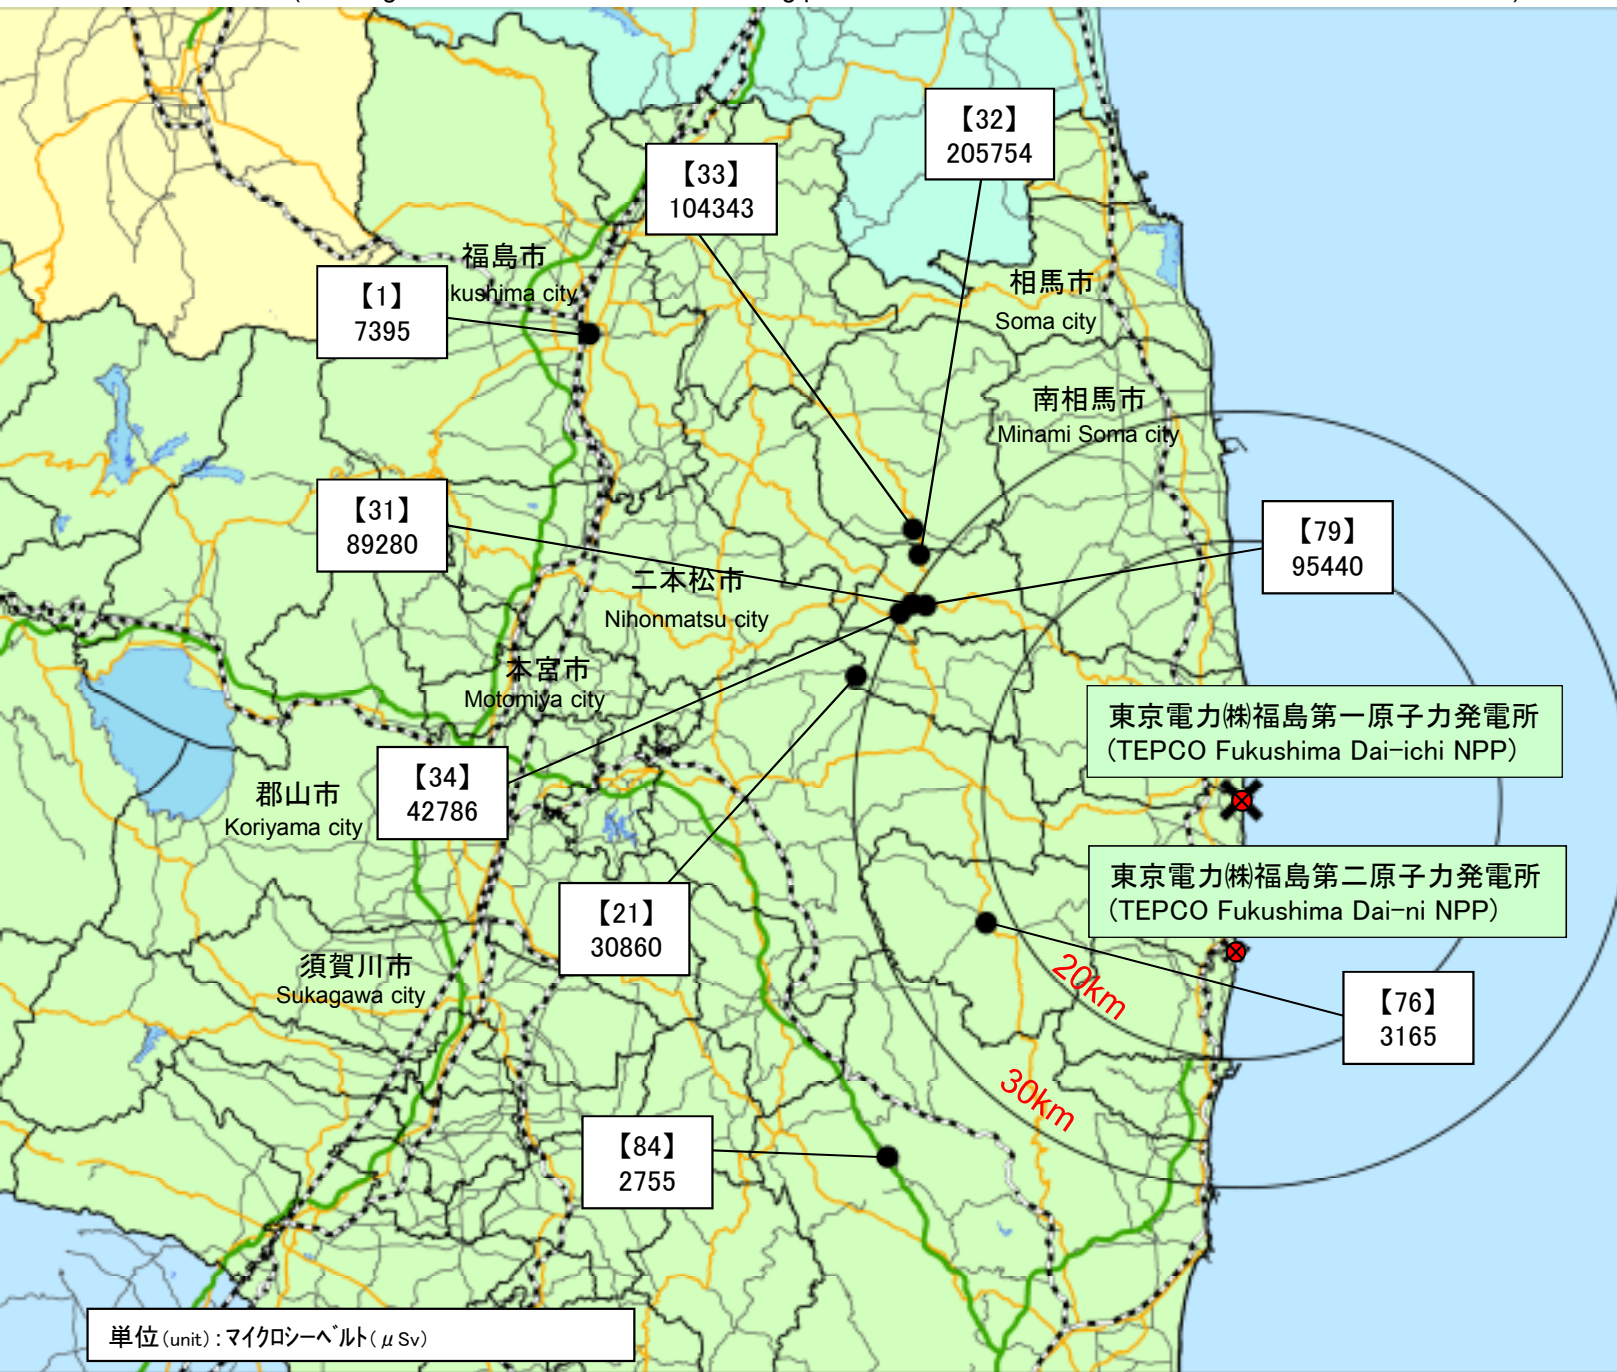 【32】
205754
【33】
104343
福島市
kushima city
【1】
7395
相馬市
Soma city
南相馬市
Minami Soma city
【31】
89280
【79】
95440
二本松市
Nihonmatsu city
本宮市
Motomiya city
東京電力㈱福島第一原子力発電所
(TEPCO Fukushima Dai-ichi NPP)
【34】
42786
郡山市
Koriyama city
東京電力㈱福島第二原子力発電所
(TEPCO Fukushima Dai-ni NPP)
【21】
30860
須賀川市
Sukagawa city
20km
【76】
3165
30km
【84】
2755
単位(unit):マイクロシーベルト(μSv)